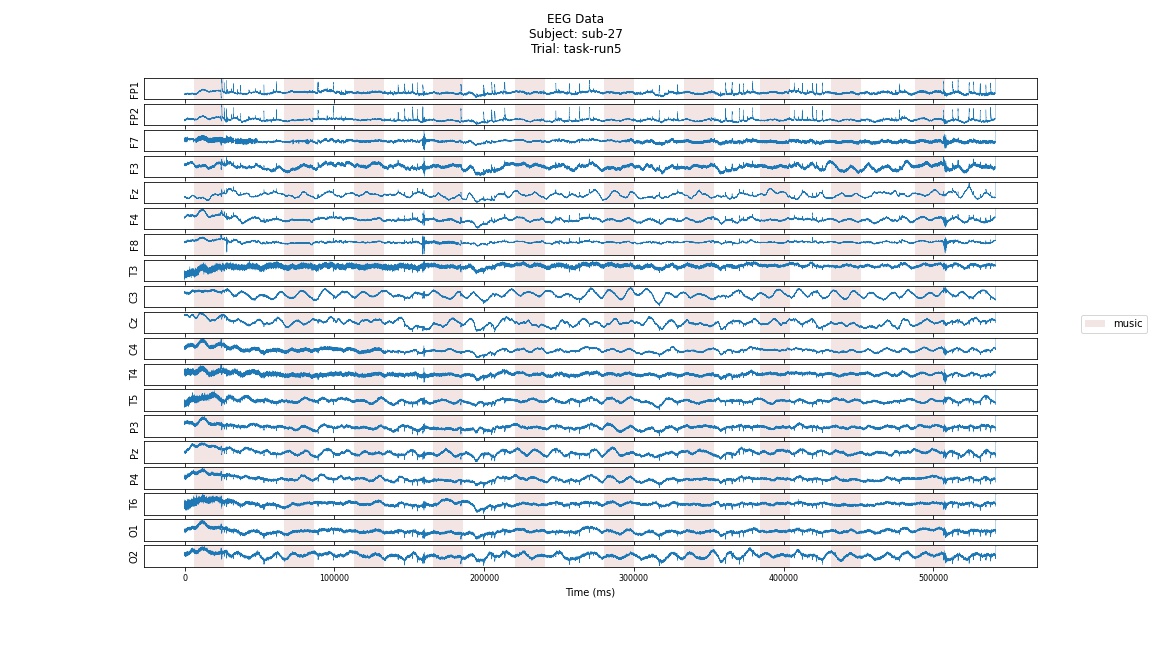 EEG Data
Subject: sub-27
Trial: task-run5
FP1
FP2
F7
F3
Fz
F4
F8
T3
C3
Cz
C4
T4
T5
P3
Pz
P4
T6
O1
O2
music
0 100000 200000 300000 400000 500000
Time (ms)